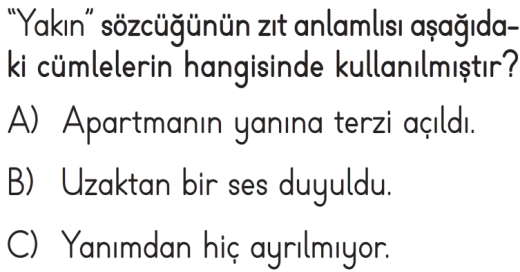 “Yakın” sözcüğünün zıt anlamlısı aşağıda-
ki cümlelerin hangisinde kullanılmıştır?
A) Apartmanın yanına terzi açıldı.
B) Uzaktan bir ses duyuldu.
C) Yanımdan hiç ayrılmıyor.